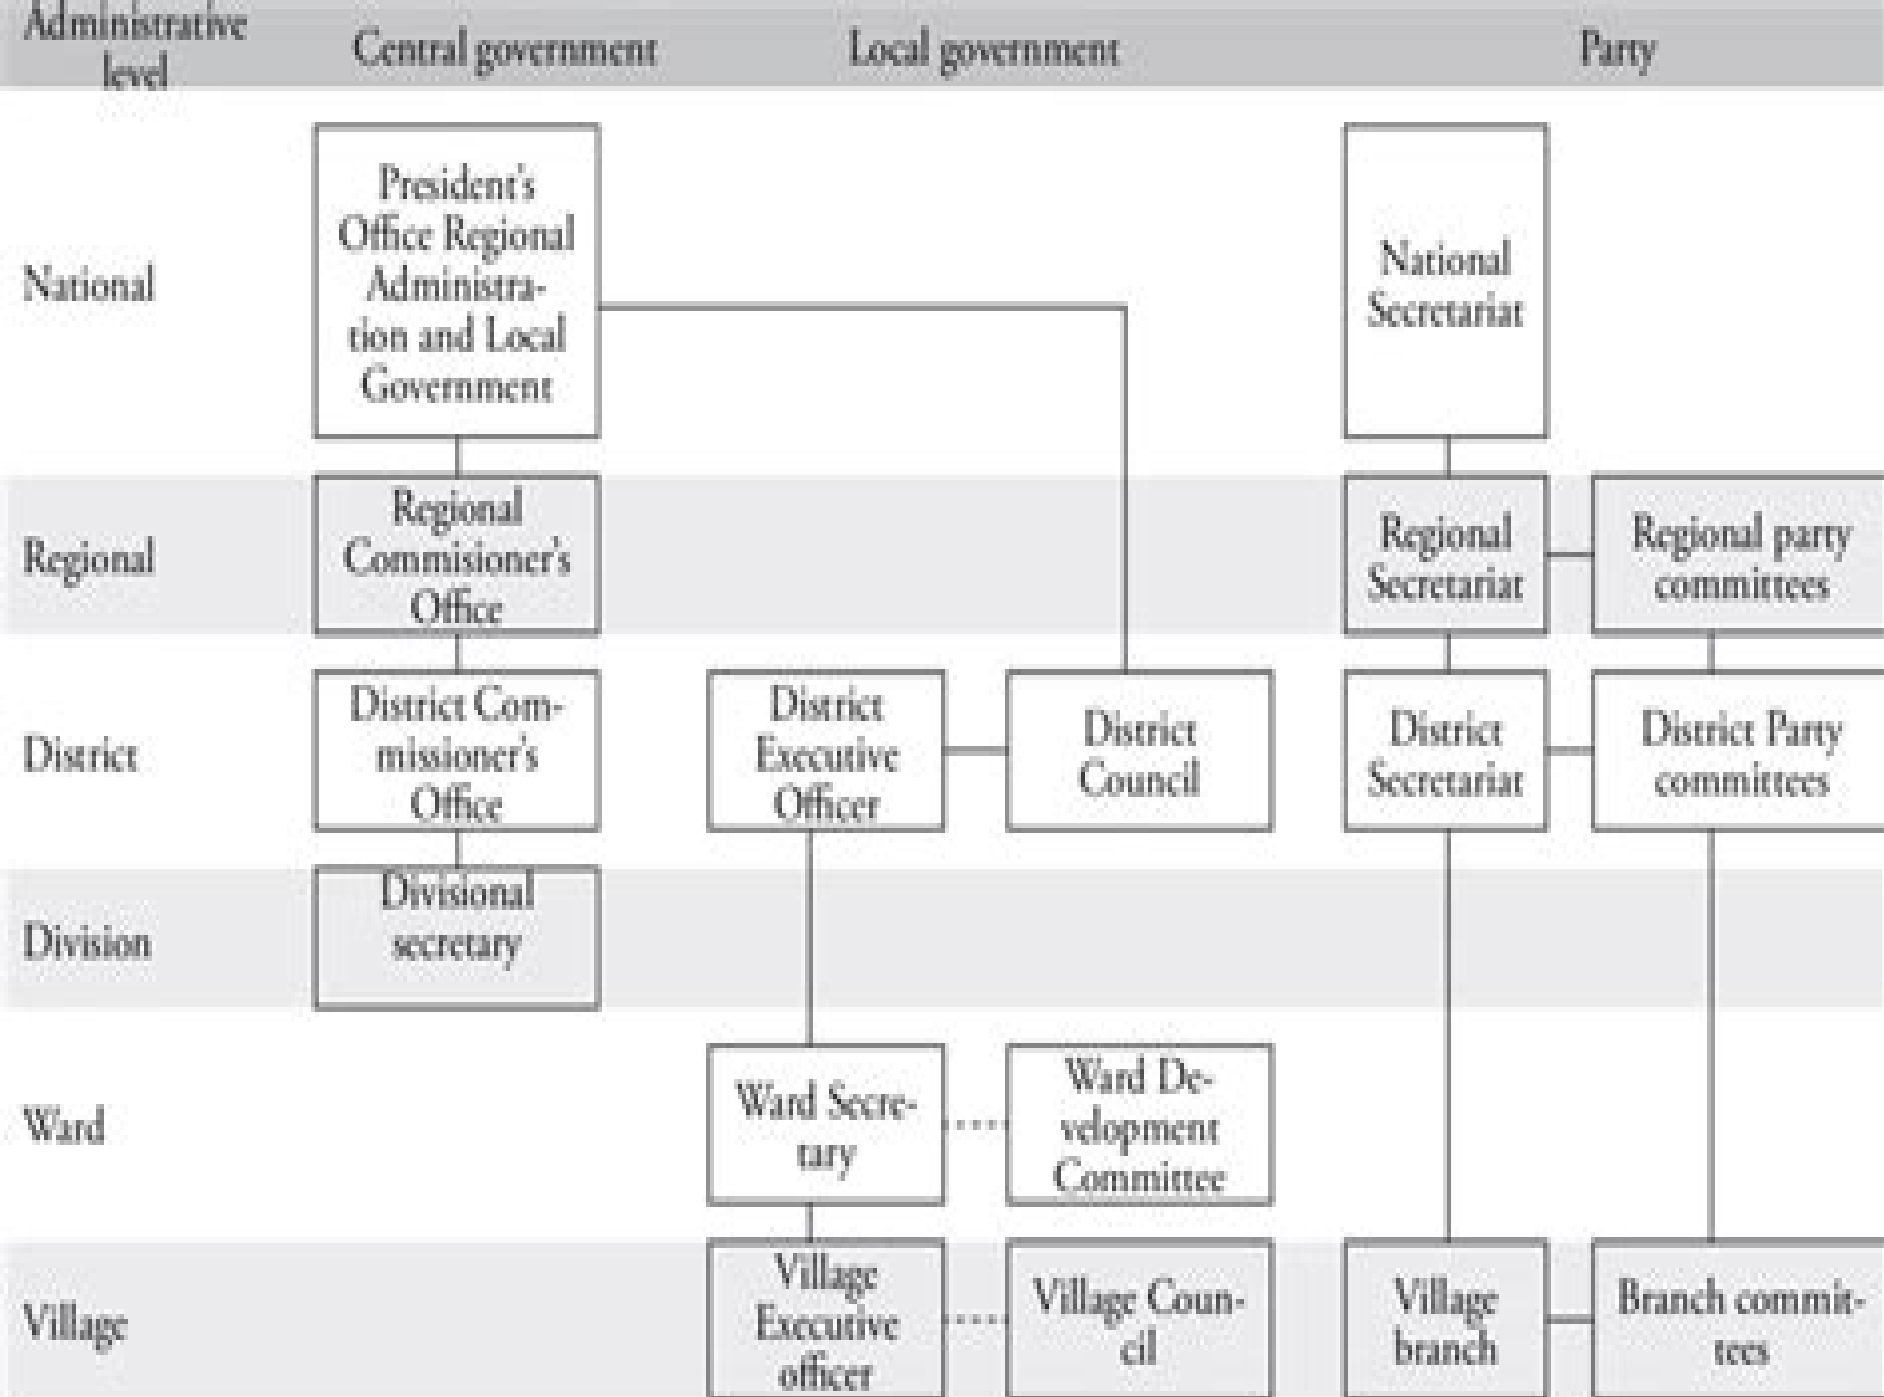 Administrative
level
Central government
Local government
Party
National
President's
Office Regional
Administra-
tion and Local
Government
National
Secretariat
Regional
Regional
Commisioner's
Office
Regional
Secretariat
Regional party
committees
District
District Com-
missioner's
Office
District
Executive
Officer
District
Council
District
Secretariat
District Party
committees
Division
Divisional
secretary
Ward
Ward Secre-
tary
Ward De-
velopment
Committee
Village
Village
Executive
officer
Village Coun-
cil
Village
branch
Branch commit-
tees